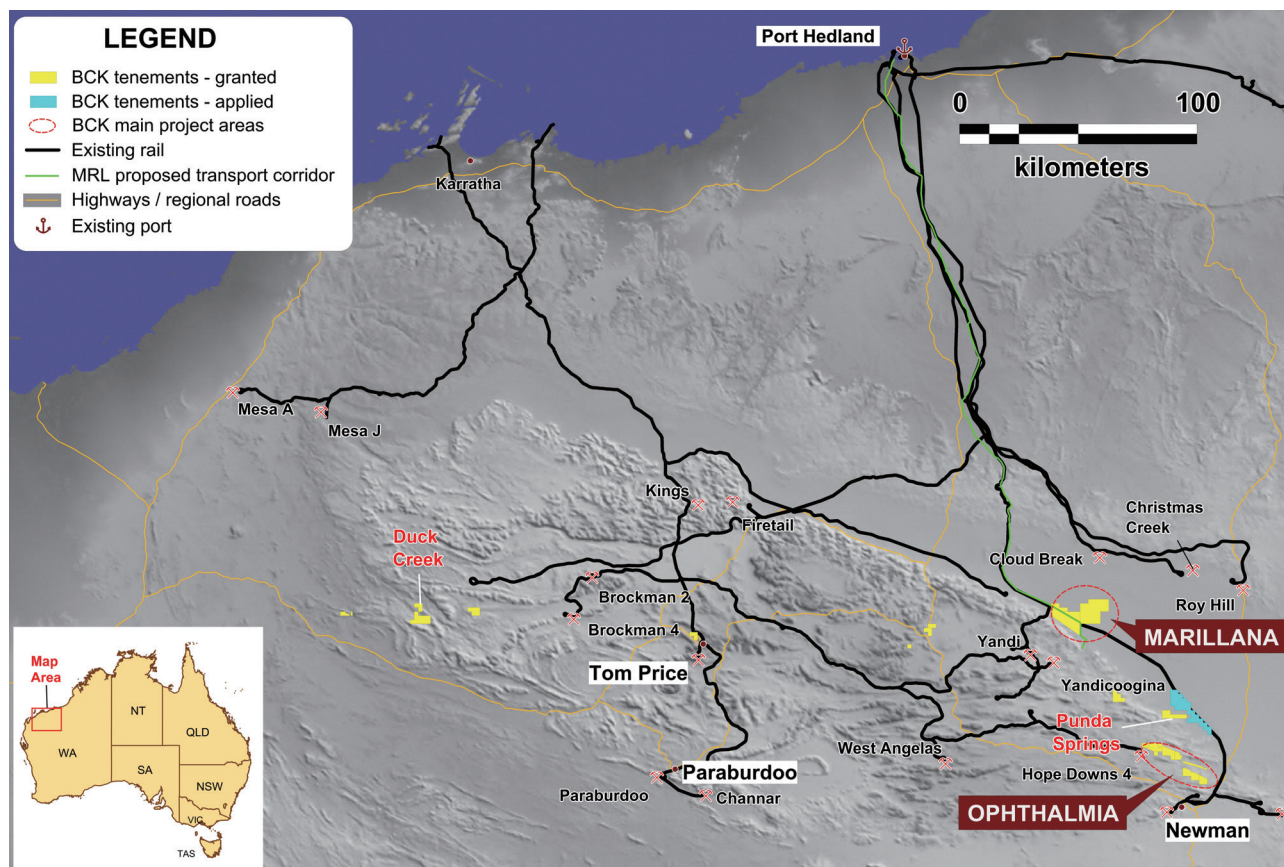 LEGEND
BCK tenements - granted
BCK tenements - applied
BCK main project areas
Existing rail
MRL proposed transport corridor
Highways / regional roads
Existing port
Port Hedland
0 100
kilometers
Karratha
Mesa A
Mesa J
Kings
Firetail
Christmas
Creek
Cloud Break
Roy Hill
Duck
Creek
Brockman 2
Brockman 4
MARILLANA
Yandi
Tom Price
Yandicoogina
Punda
Springs
West Angelas
Hope Downs 4
Paraburdoo
Paraburdoo
Channar
OPHTHALMIA
Newman
Map
Area
NT
QLD
WA
SA
NSW
VIC
TAS